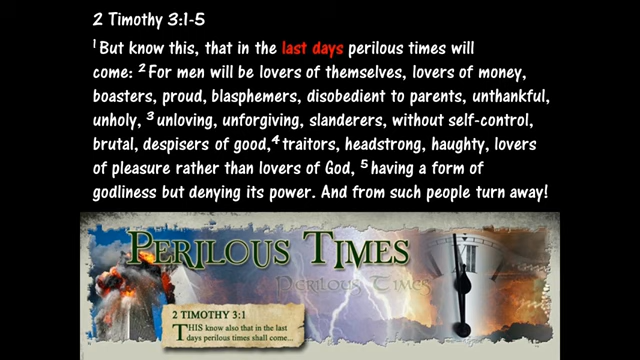 2 Timothy 3:1-5
1 But know this, that in the last days perilous times will
come: 2 For men will be lovers of themselves, lovers of money,
boasters, proud, blasphemers, disobedient to parents, unthankful,
unholy, 3 unloving, unforgiving, slanderers, without self-control,
brutal, despisers of good, 4 traitors, headstrong, haughty, lovers
of pleasure rather than lovers of God, 5 having a form of
godliness but denying its power. And from such people turn away!
PERILOUS TIMES
PERILOUS TIMES
2 TIMOTHY 3:1
THIS know also that in the last
days perilous times shall come...